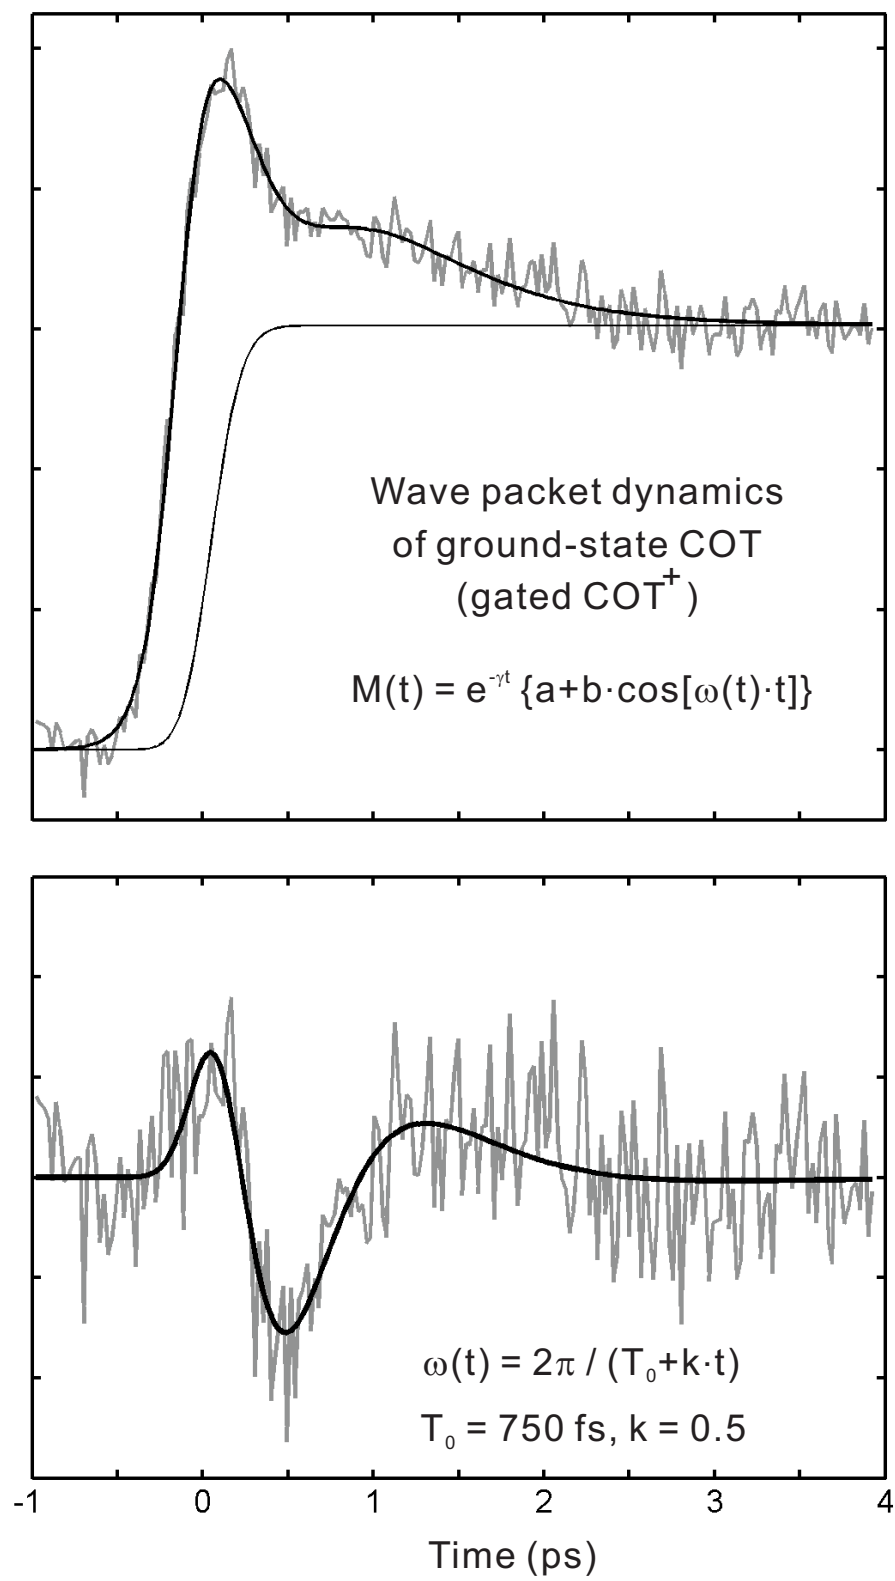 Wave packet dynamics
of ground-state COT
(gated COT⁺)
M(t) = e^-γt {a+b·cos[ω(t)·t]}
ω(t) = 2π / (T₀+k·t)
T₀ = 750 fs, k = 0.5
-1 0 1 2 3 4
Time (ps)